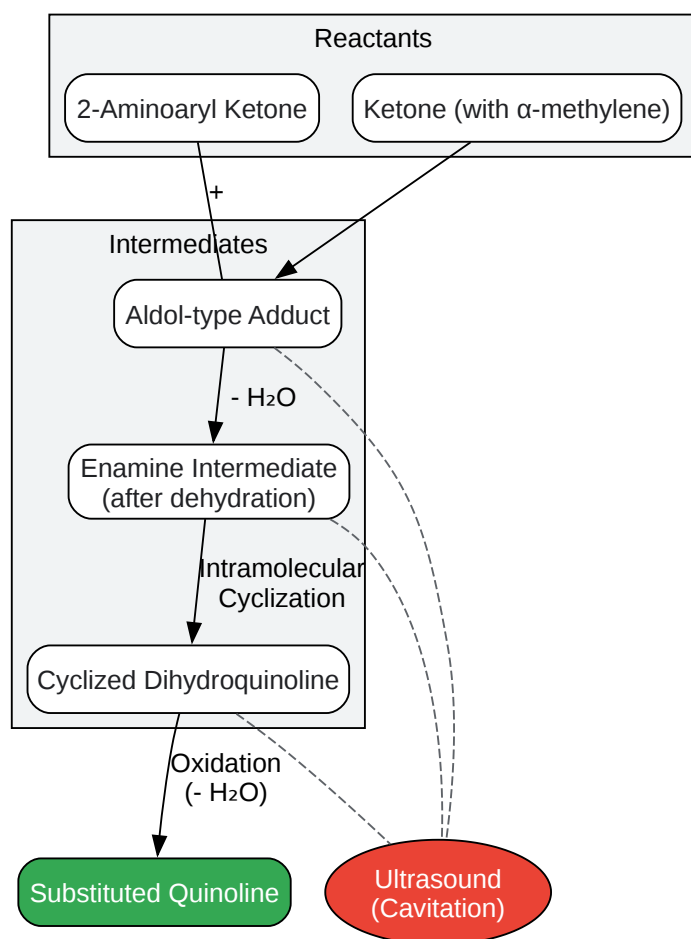 Reactants
2-Aminoaryl Ketone
Ketone (with α-methylene)
+
Intermediates
Aldol-type Adduct
- H₂O
Enamine Intermediate
(after dehydration)
Intramolecular
Cyclization
Cyclized Dihydroquinoline
Oxidation
(- H₂O)
Substituted Quinoline
Ultrasound
(Cavitation)